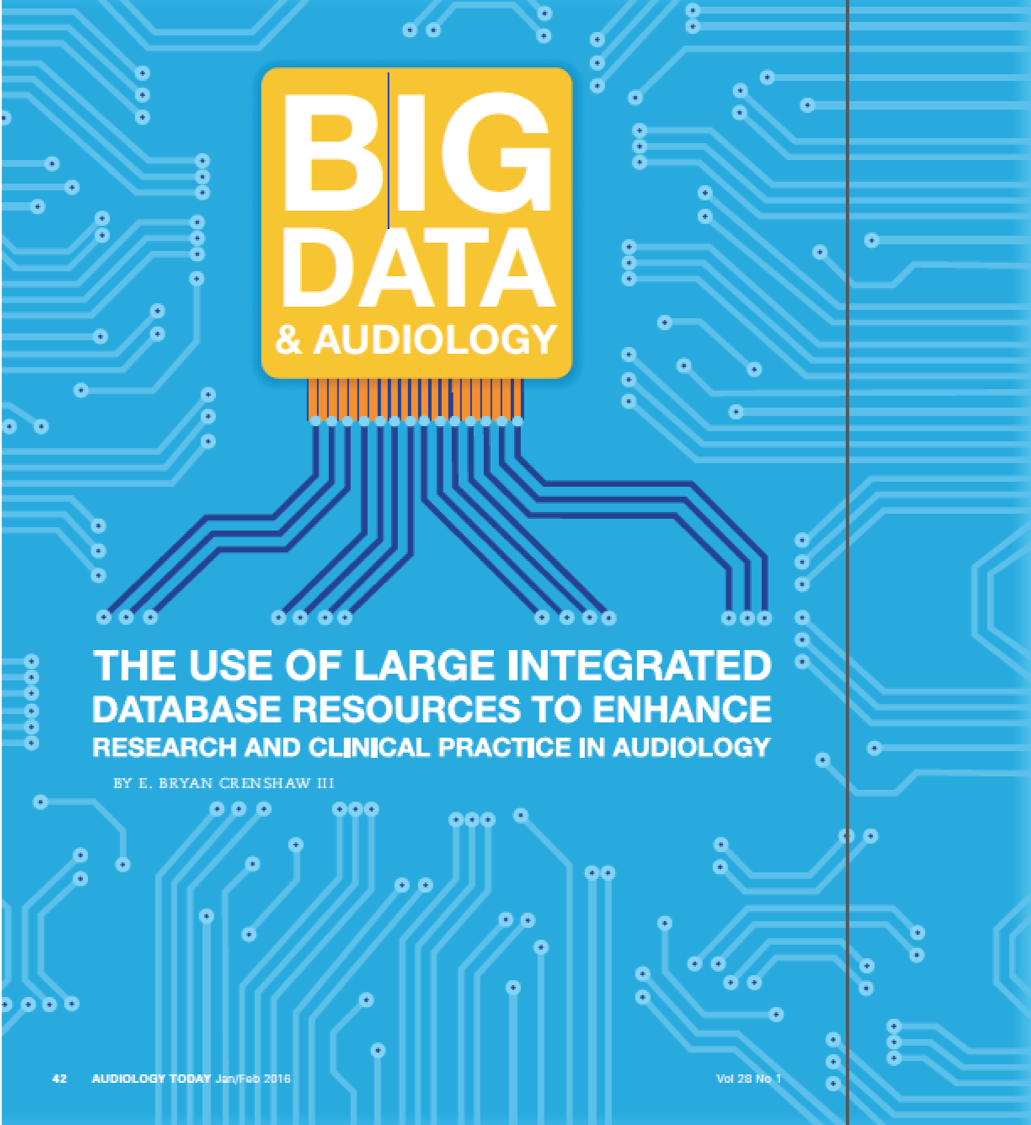 BIG
DATA
& AUDIOLOGY
THE USE OF LARGE INTEGRATED
DATABASE RESOURCES TO ENHANCE
RESEARCH AND CLINICAL PRACTICE IN AUDIOLOGY
BY E. BRYAN CRENSHAW III
42 AUDIOLOGY TODAY Jan/Feb 2016 Vol 28 No 1